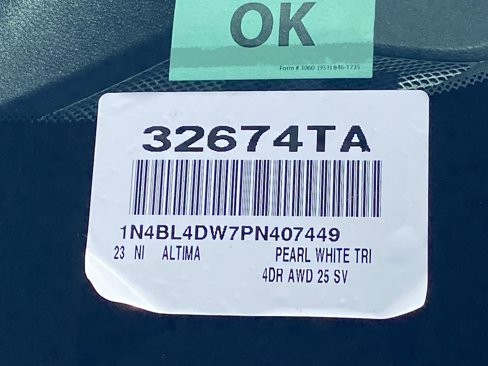 OK
Form # 3060 (951) 846-1735
32674TA
1N4BL4DW7PN407449
23 NI ALTIMA PEARL WHITE TRI
4DR AWD 25 SV